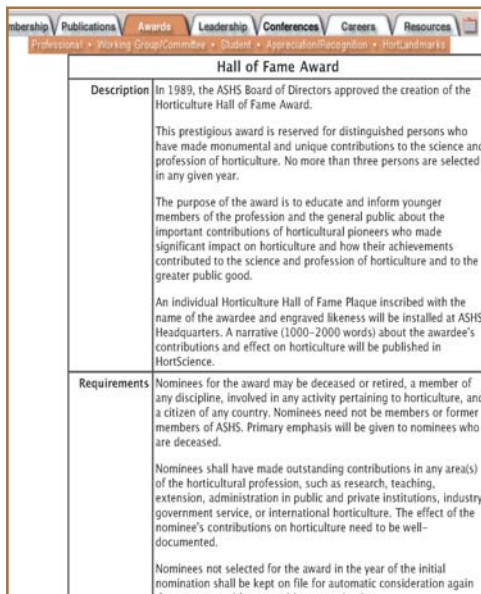 mbership Publications Awards Leadership Conferences Careers Resources
Professional • Working Group/Committee • Student • Appreciation/Recognition • HortLandmarks
Hall of Fame Award
Description In 1989, the ASHS Board of Directors approved the creation of the
Horticulture Hall of Fame Award.
This prestigious award is reserved for distinguished persons who
have made monumental and unique contributions to the science and
profession of horticulture. No more than three persons are selected
in any given year.
The purpose of the award is to educate and inform younger
members of the profession and the general public about the
important contributions of horticultural pioneers who made
significant impact on horticulture and how their achievements
contributed to the science and profession of horticulture and to the
greater public good.
An individual Horticulture Hall of Fame Plaque inscribed with the
name of the awardee and engraved likeness will be installed at ASHS
Headquarters. A narrative (1000-2000 words) about the awardee's
contributions and effect on horticulture will be published in
HortScience.
Requirements Nominees for the award may be deceased or retired, a member of
any discipline, involved in any activity pertaining to horticulture, and
a citizen of any country. Nominees need not be members or former
members of ASHS. Primary emphasis will be given to nominees who
are deceased.
Nominees shall have made outstanding contributions in any area(s)
of the horticultural profession, such as research, teaching,
extension, administration in public and private institutions, industry
government service, or international horticulture. The effect of the
nominee's contributions on horticulture need to be well-
documented.
Nominees not selected for the award in the year of the initial
nomination shall be kept on file for automatic consideration again